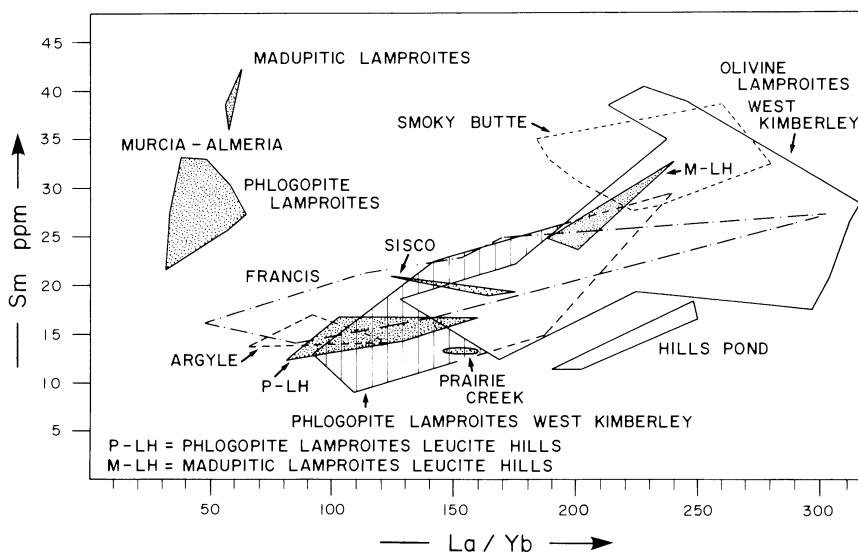 45
40
35
30
25
20
15
10
5
Sm ppm
MADUPITIC LAMPROITES
MURCIA-ALMERIA
PHLOGOPITE
LAMPROITES
SMOKY BUTTE
OLIVINE
LAMPROITES
WEST
KIMBERLEY
M-LH
SISCO
FRANCIS
ARGYLE
P-LH
PRAIRIE
CREEK
HILLS POND
PHLOGOPITE LAMPROITES WEST KIMBERLEY
P-LH = PHLOGOPITE LAMPROITES LEUCITE HILLS
M-LH = MADUPITIC LAMPROITES LEUCITE HILLS
50 100 150 200 250 300
La/Yb